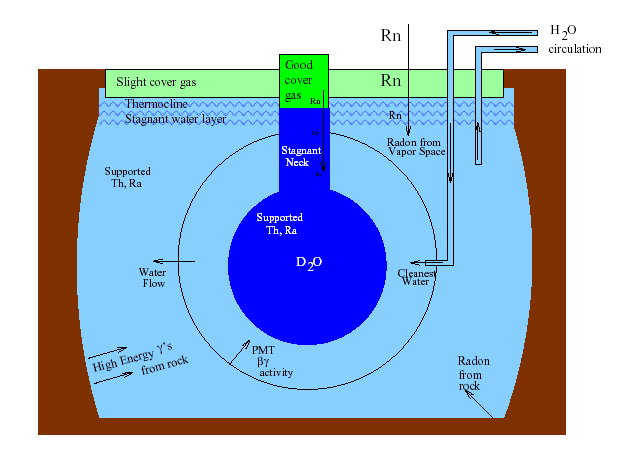 Rn
H2O
circulation
Good
cover
gas
Rn
Slight cover gas
Rn
Thermocline
Stagnant water layer
Rn
Radon from
Vapor Space
Stagnant
Neck
Supported
Th, Ra
Supported
Th, Ra
D2O
Water
Flow
Cleanest
Water
High Energy γ's
from rock
PMT
βγ
activity
Radon
from
rock